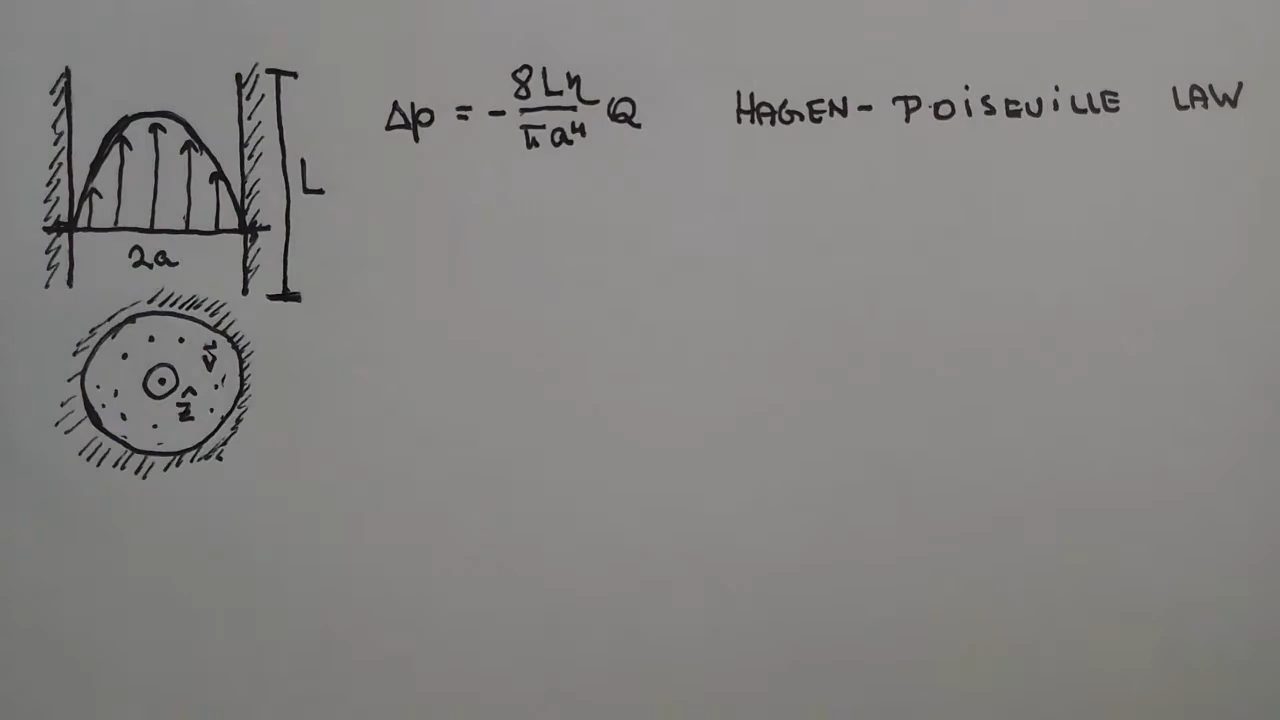 Δp = - 8Lη / πa⁴ Q
HAGEN-POISEUILLE LAW
L
2a
ẑ